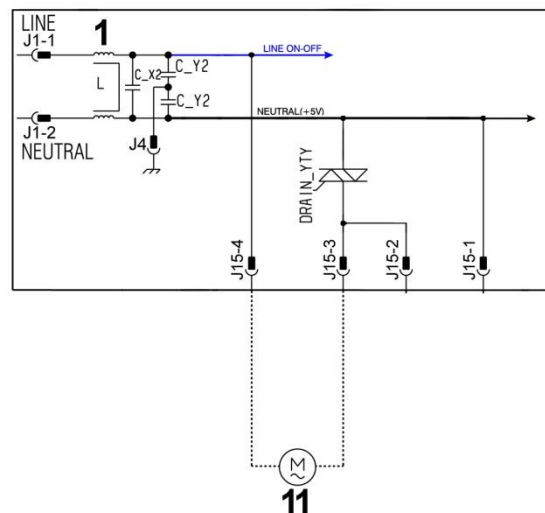 LINE
J1-1
1
LINE ON-OFF
C_X2
C_Y2
L
C_Y2
NEUTRAL(+5V)
J1-2
NEUTRAL
J4
DRAIN_YTY
J15-4
J15-3
J15-2
J15-1
M
~
11